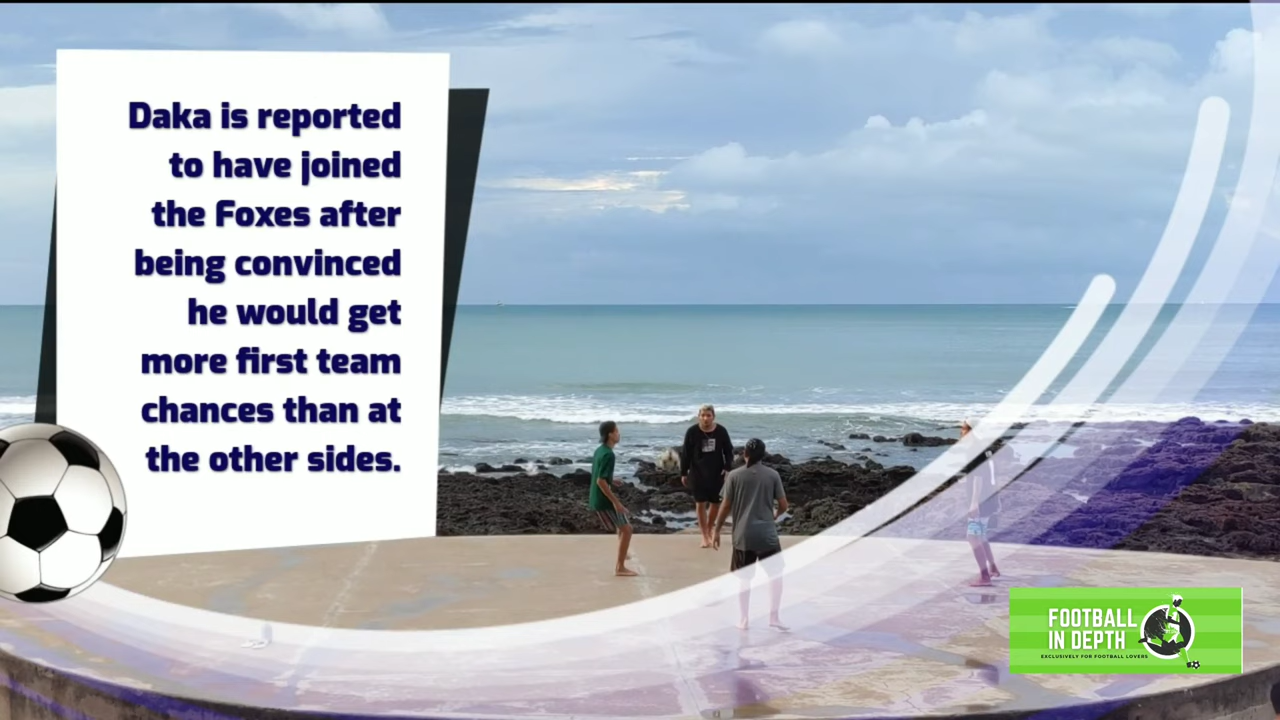 Daka is reported
to have joined
the Foxes after
being convinced
he would get
more first team
chances than at
the other sides.
FOOTBALL
IN DEPTH
EXCLUSIVELY FOR FOOTBALL LOVERS